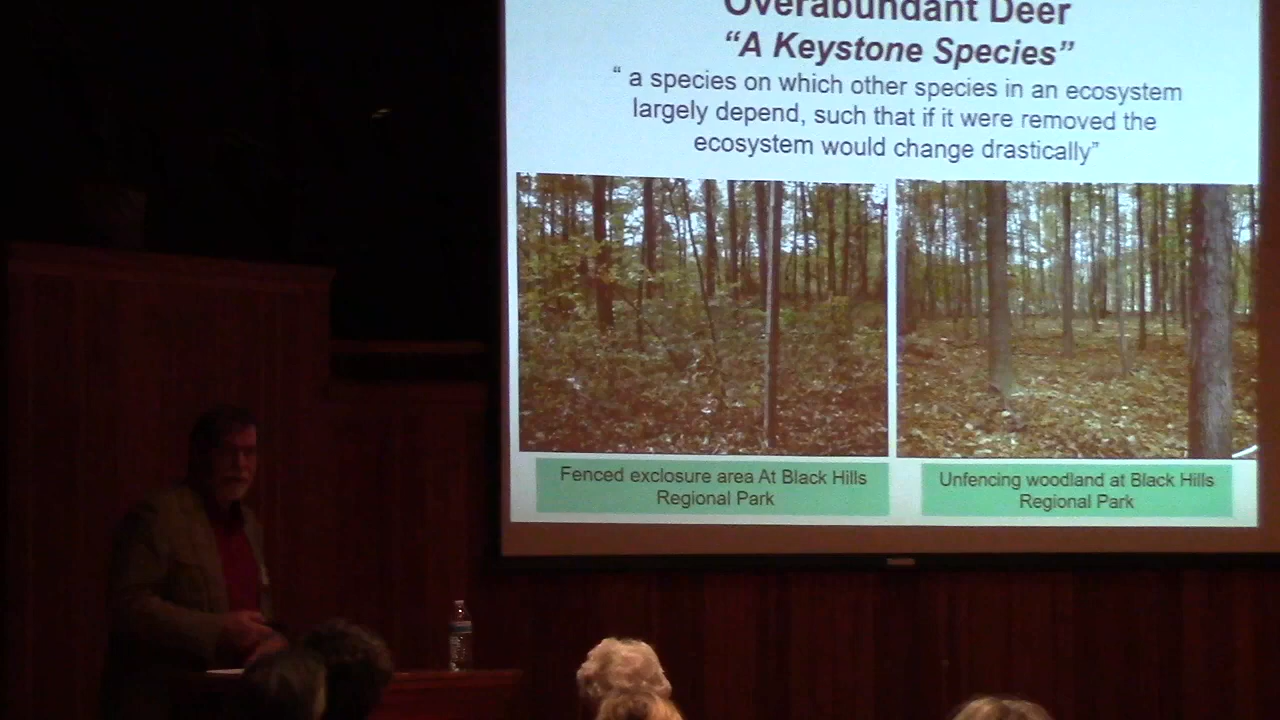 Overabundant Deer
“A Keystone Species”
“ a species on which other species in an ecosystem
largely depend, such that if it were removed the
ecosystem would change drastically”
Fenced exclosure area At Black Hills
Regional Park
Unfencing woodland at Black Hills
Regional Park